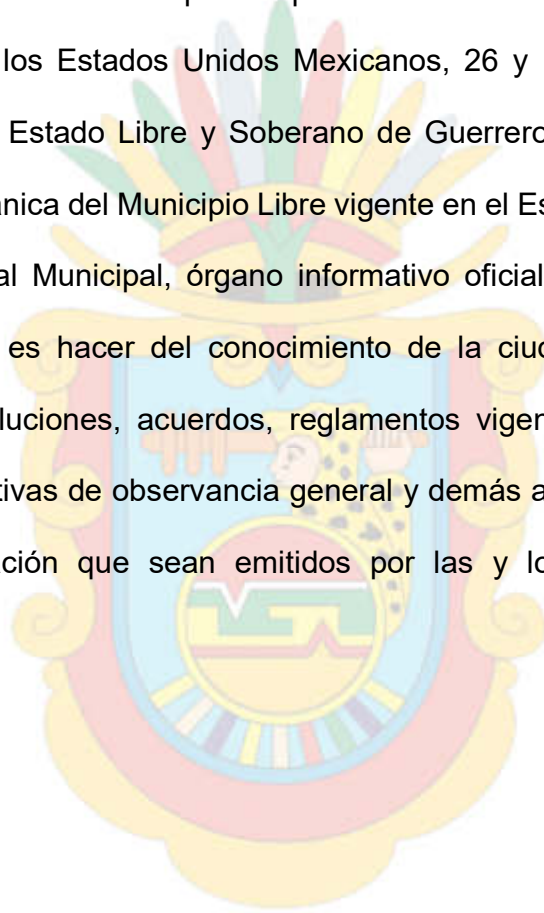 los Estados Unidos Mexicanos, 26 y
Estado Libre y Soberano de Guerrero
ánica del Municipio Libre vigente en el Es
al Municipal, órgano informativo oficial
es hacer del conocimiento de la ciud
luciones, acuerdos, reglamentos vigen
tivas de observancia general y demás a
ción que sean emitidos por las y lo